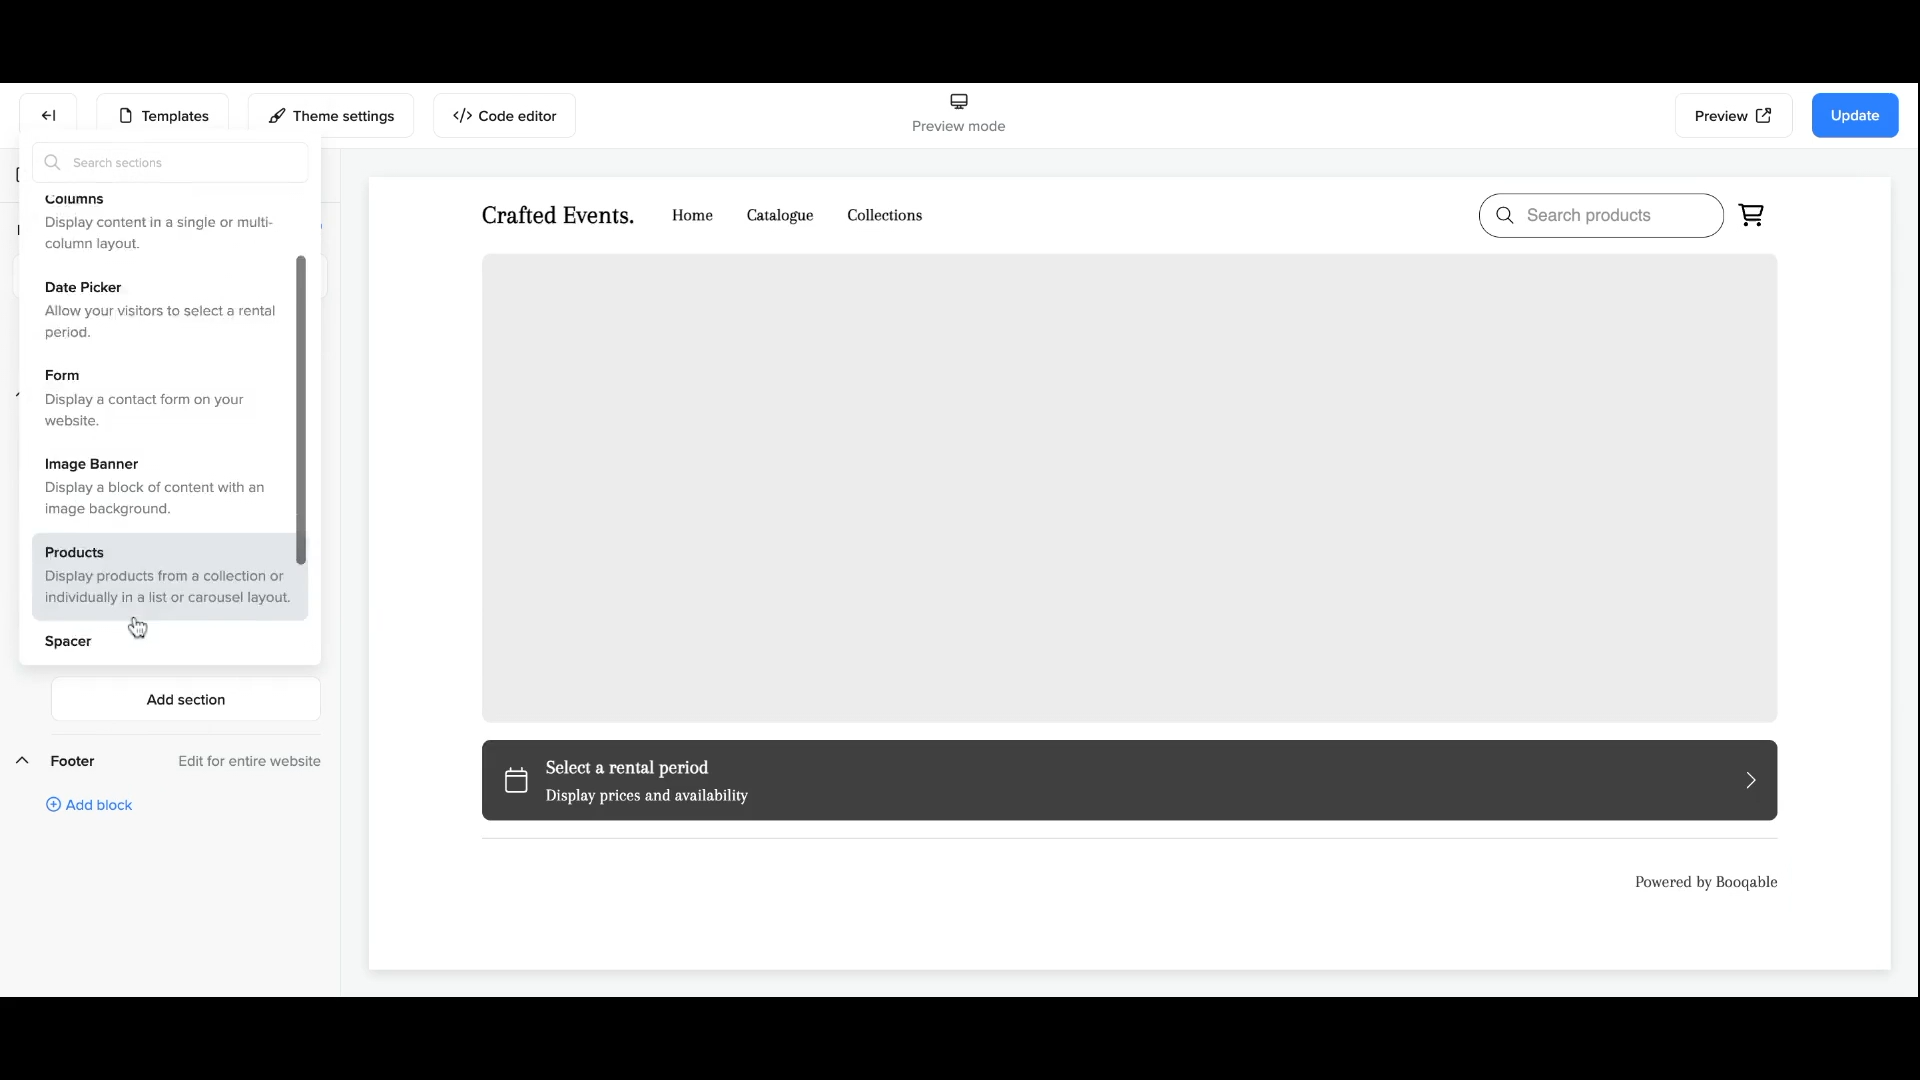 Templates
Theme settings
</> Code editor
Preview mode
Preview
Update
Search sections
Columns
Display content in a single or multi-
column layout.
Date Picker
Allow your visitors to select a rental
period.
Form
Display a contact form on your
website.
Image Banner
Display a block of content with an
image background.
Products
Display products from a collection or
individually in a list or carousel layout.
Spacer
Add section
Footer
Edit for entire website
Add block
Crafted Events.
Home
Catalogue
Collections
Search products
Select a rental period
Display prices and availability
Powered by Booqable